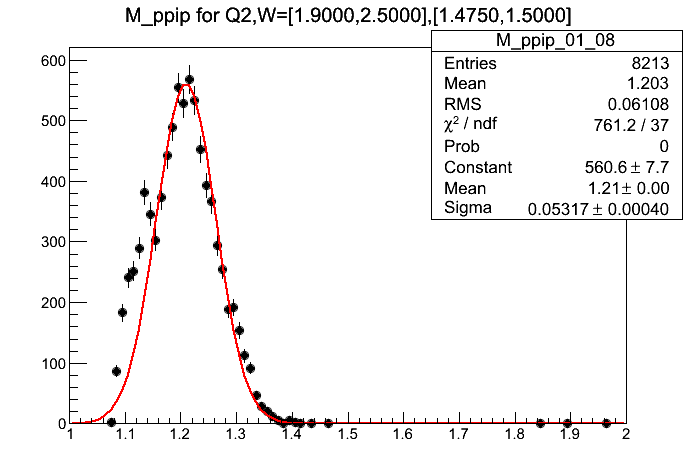 M_ppip for Q2,W=[1.9000,2.5000],[1.4750,1.5000]
M_ppip_01_08
Entries 8213
Mean 1.203
RMS 0.06108
χ² / ndf 761.2 / 37
Prob 0
Constant 560.6 ± 7.7
Mean 1.21 ± 0.00
Sigma 0.05317 ± 0.00040
600
500
400
300
200
100
0
1 1.1 1.2 1.3 1.4 1.5 1.6 1.7 1.8 1.9 2